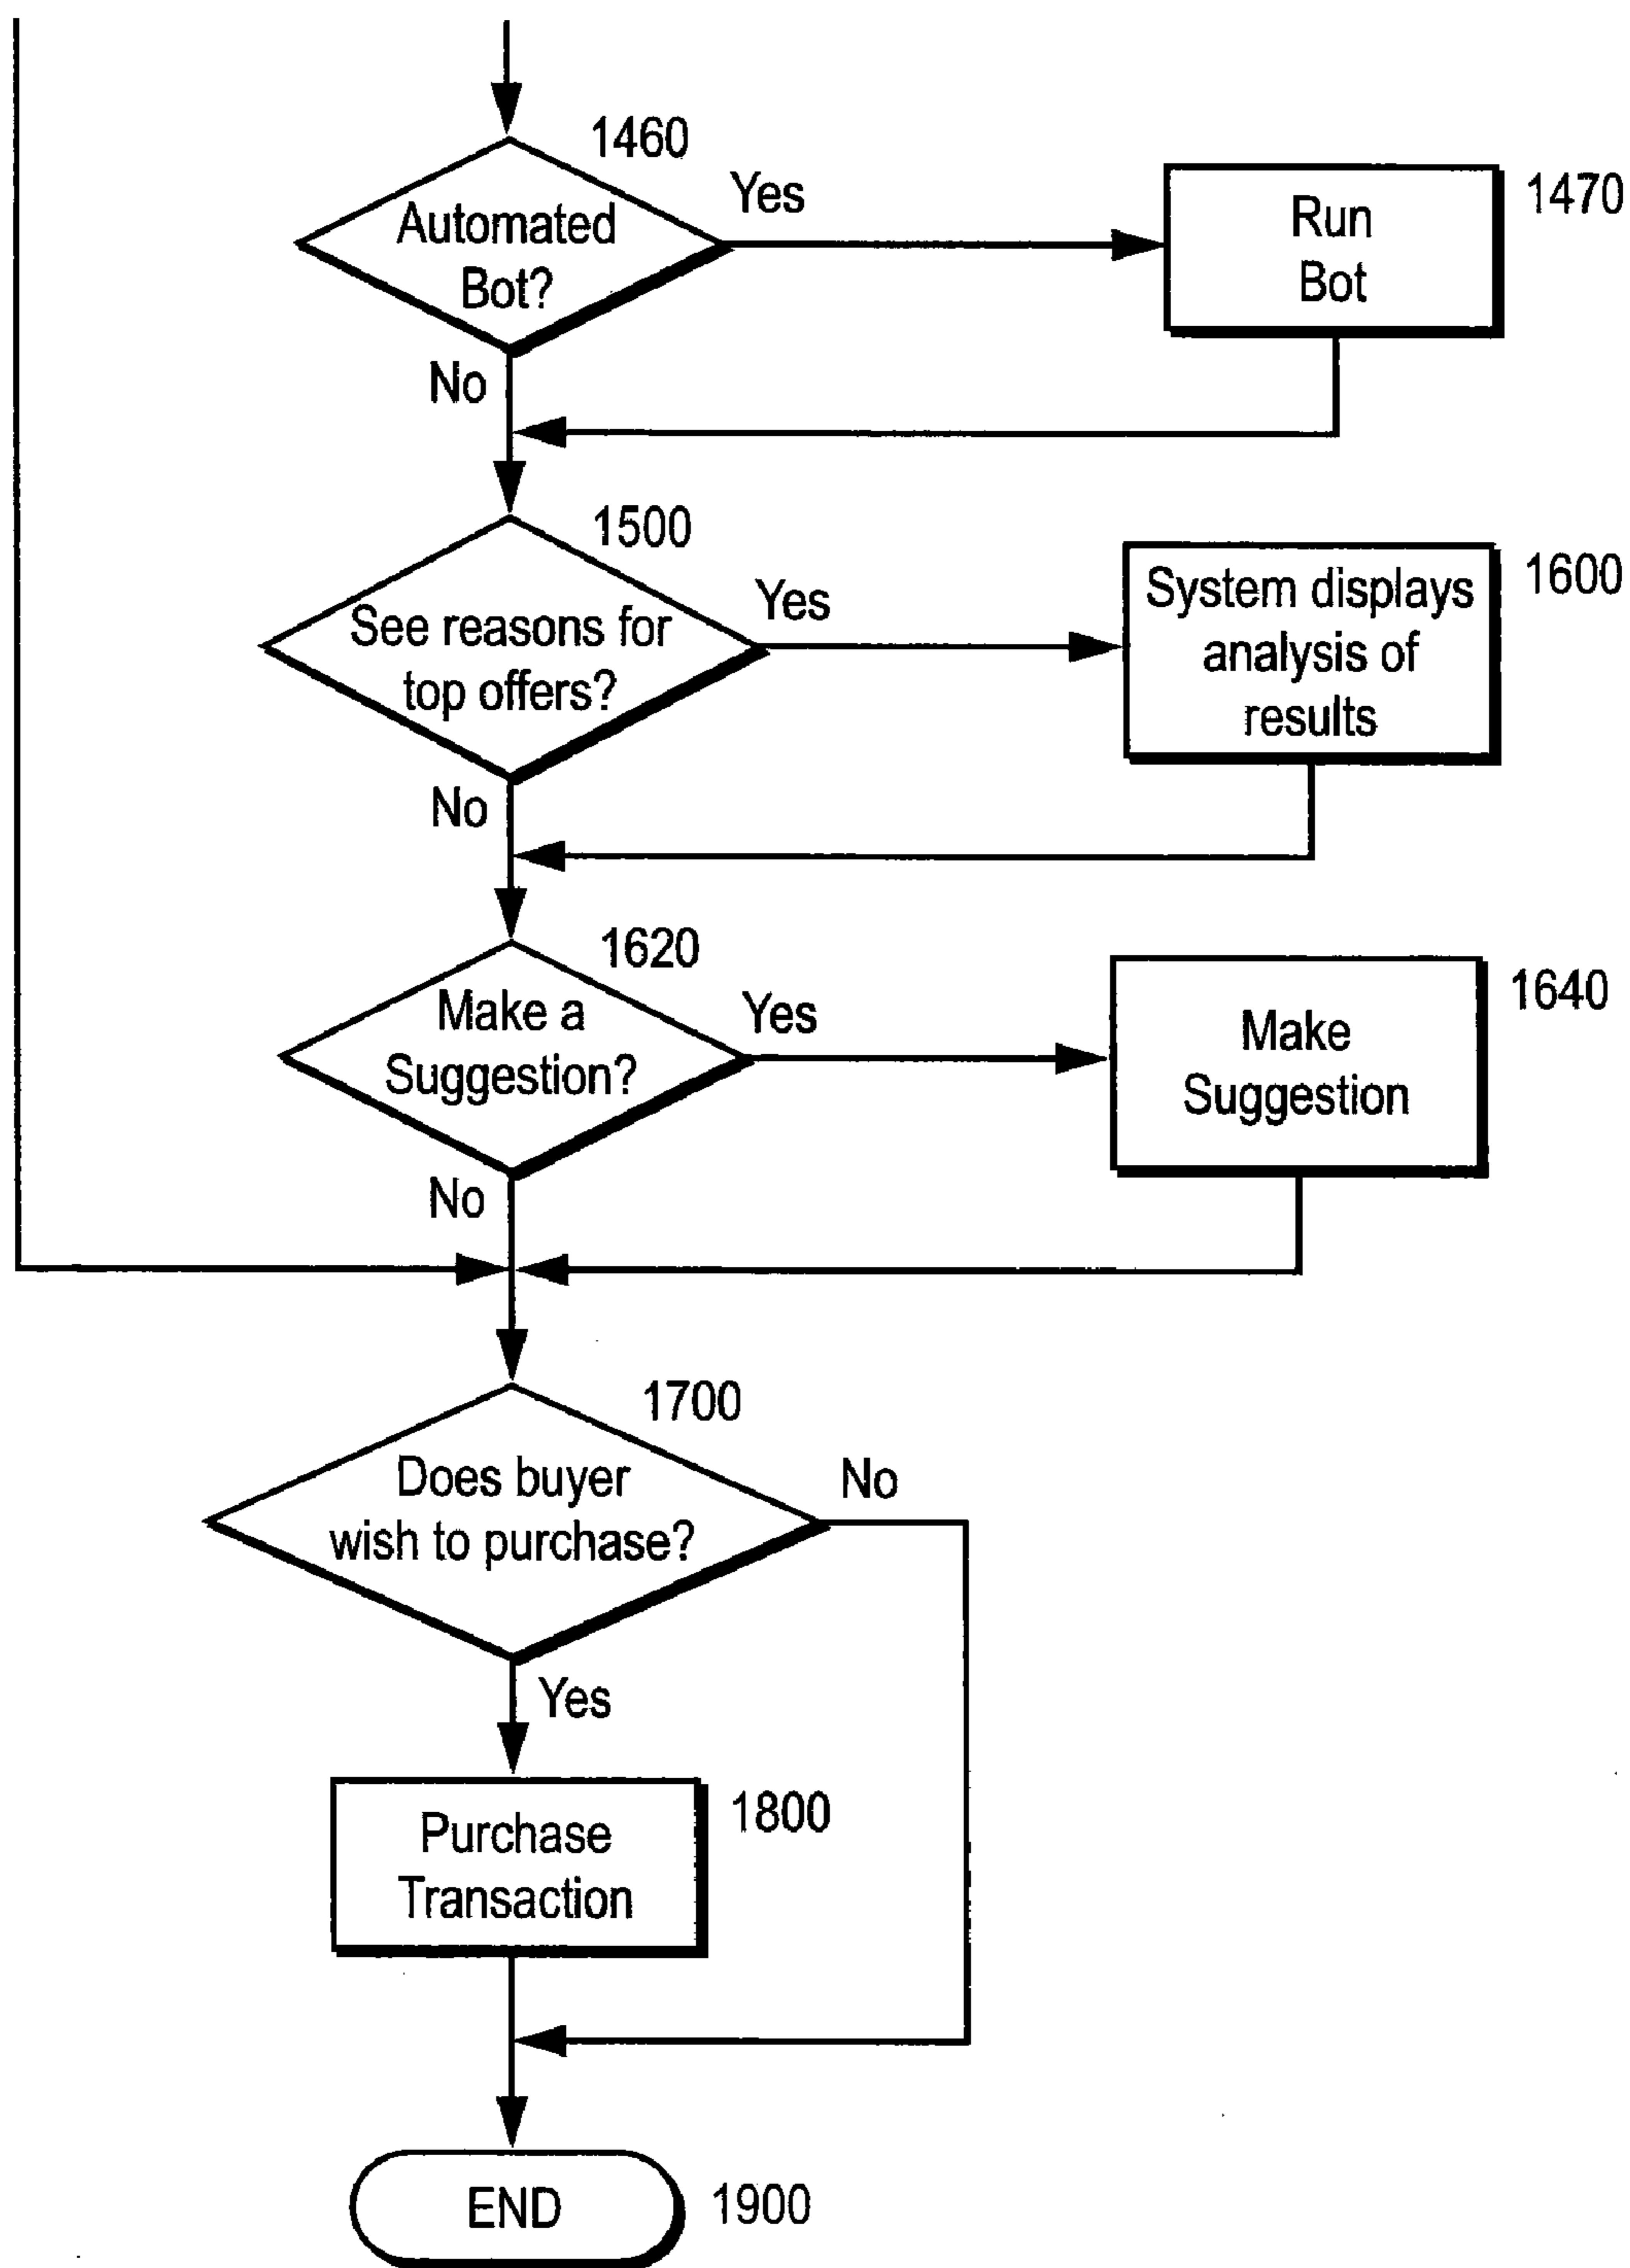 1460
Automated
Bot?
Yes
Run
Bot
1470
No
1500
See reasons for
top offers?
Yes
System displays
analysis of
results
1600
No
1620
Make a
Suggestion?
Yes
Make
Suggestion
1640
No
1700
Does buyer
wish to purchase?
No
Yes
Purchase
Transaction
1800
END
1900